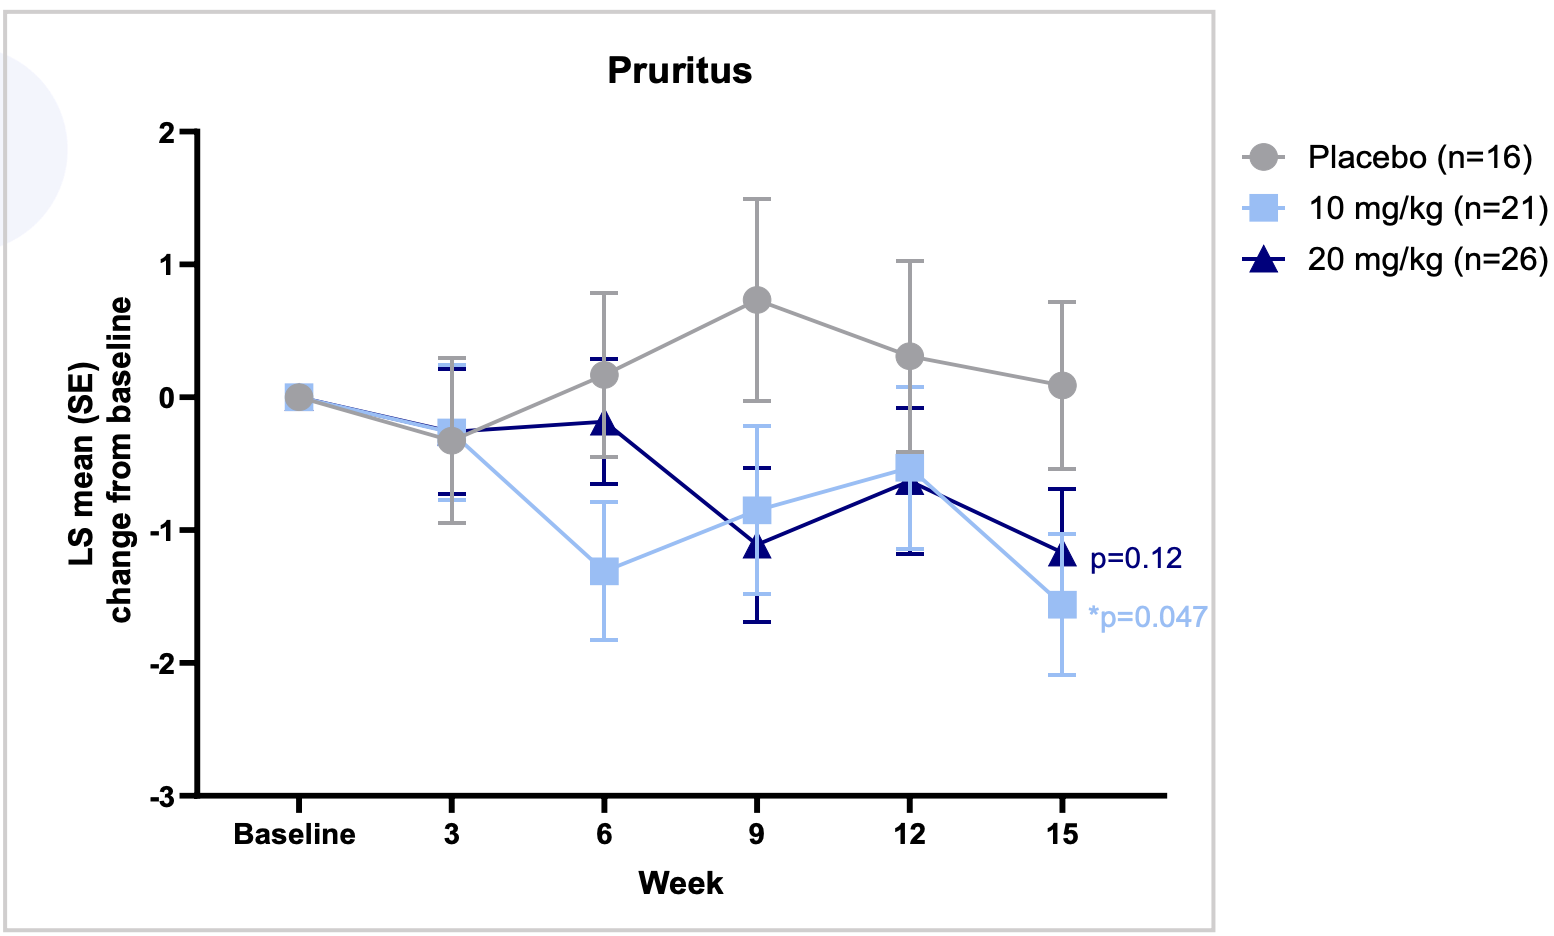 Pruritus
Placebo (n=16)
10 mg/kg (n=21)
20 mg/kg (n=26)
LS mean (SE)
change from baseline
2
1
0
-1
-2
-3
p=0.12
*p=0.047
Baseline 3 6 9 12 15
Week